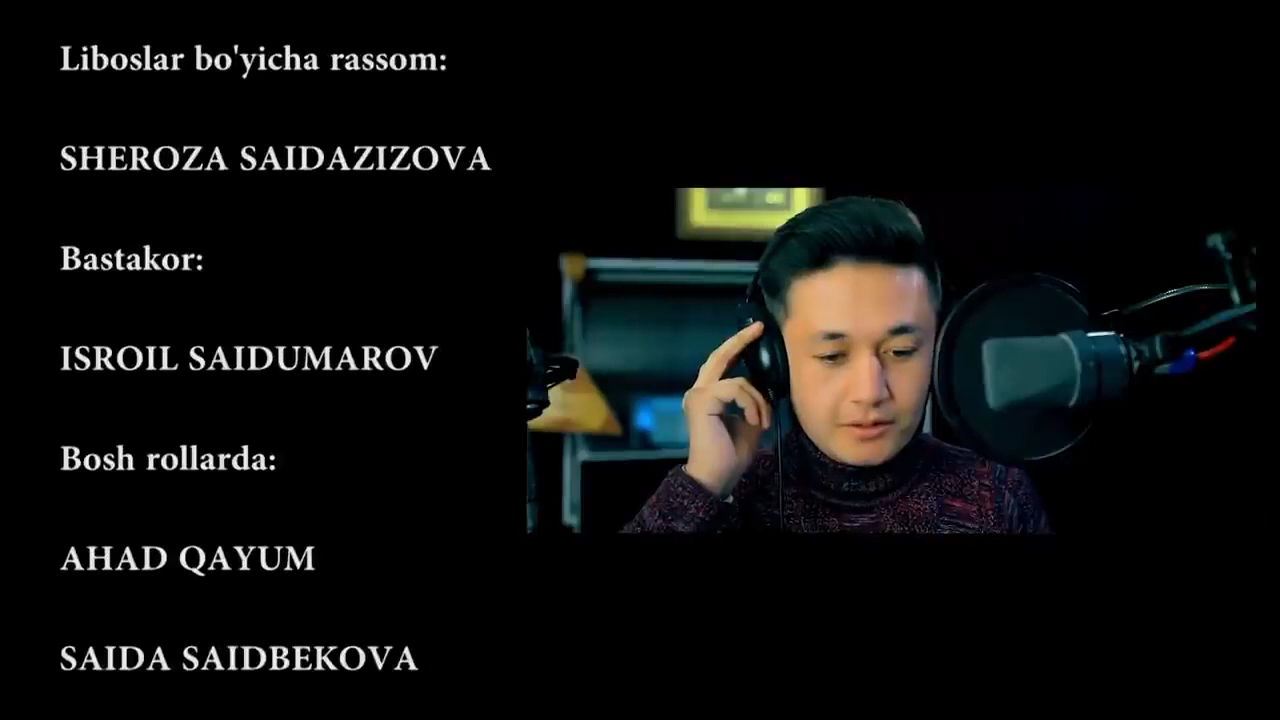 Liboslar bo'yicha rassom:
SHEROZA SAIDAZIZOVA
Bastakor:
ISROIL SAIDUMAROV
Bosh rollarda:
AHAD QAYUM
SAIDA SAIDBEKOVA